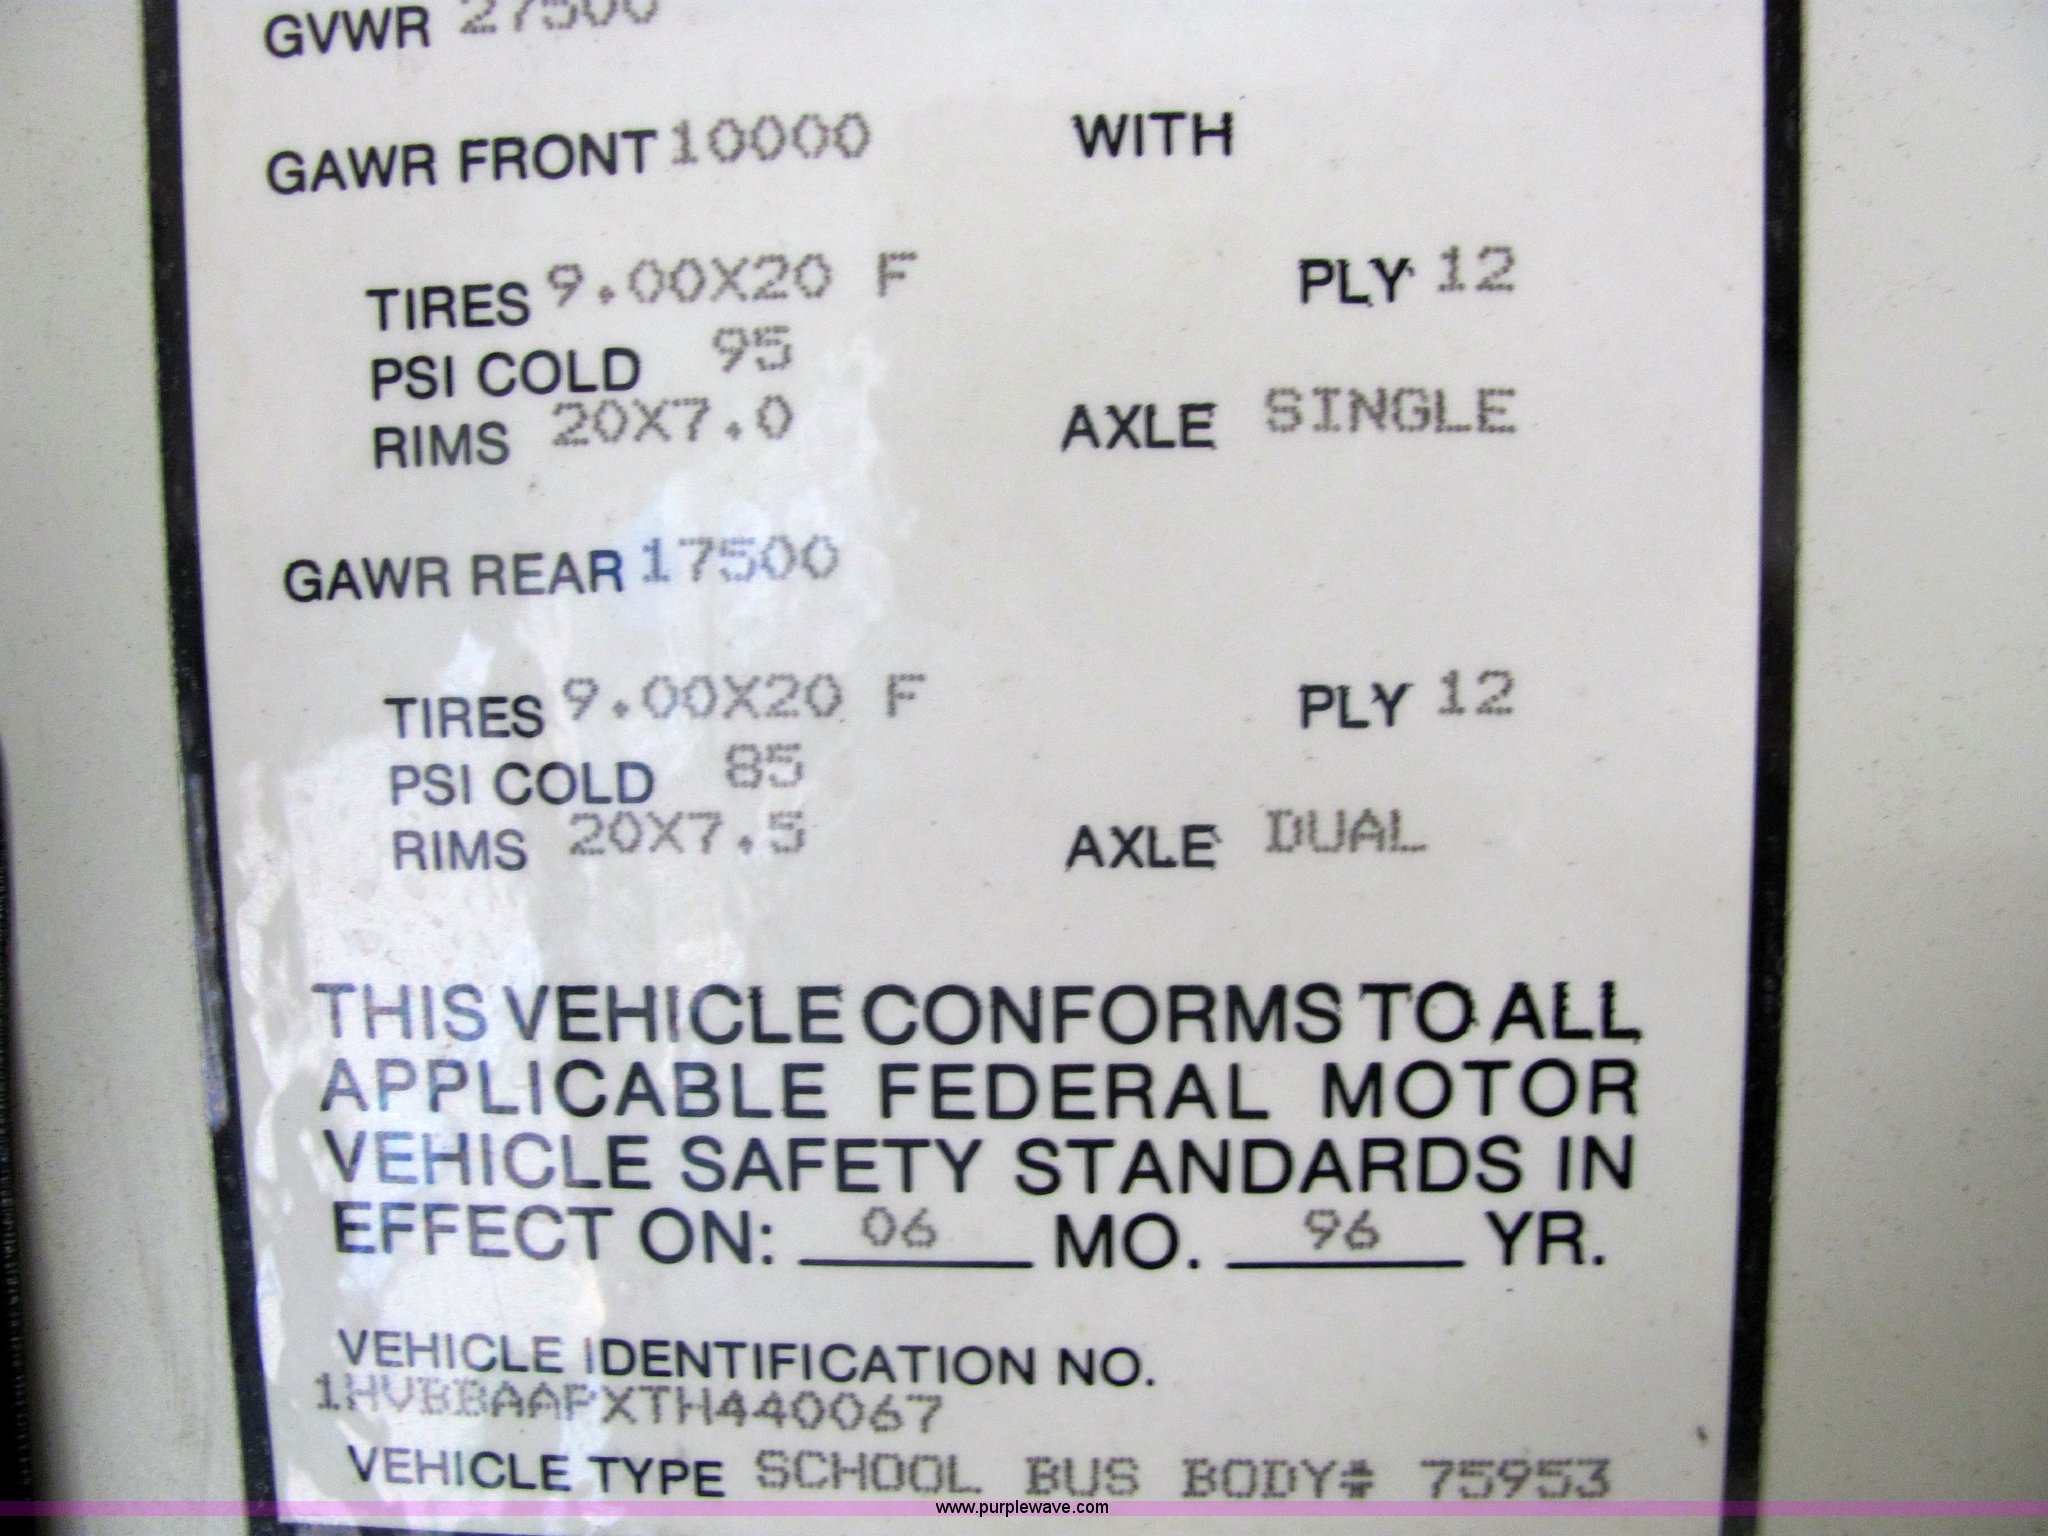 GVWR 27500
GAWR FRONT 10000 WITH
TIRES 9.00X20 F PLY 12
PSI COLD 95
RIMS 20X7.0 AXLE SINGLE
GAWR REAR 17500
TIRES 9.00X20 F PLY 12
PSI COLD 85
RIMS 20X7.5 AXLE DUAL
THIS VEHICLE CONFORMS TO ALL
APPLICABLE FEDERAL MOTOR
VEHICLE SAFETY STANDARDS IN
EFFECT ON: 06 MO. 96 YR.
VEHICLE IDENTIFICATION NO.
1HVBBAAPXTH440067
VEHICLE TYPE SCHOOL BUS BODY# 75953
www.purplewave.com